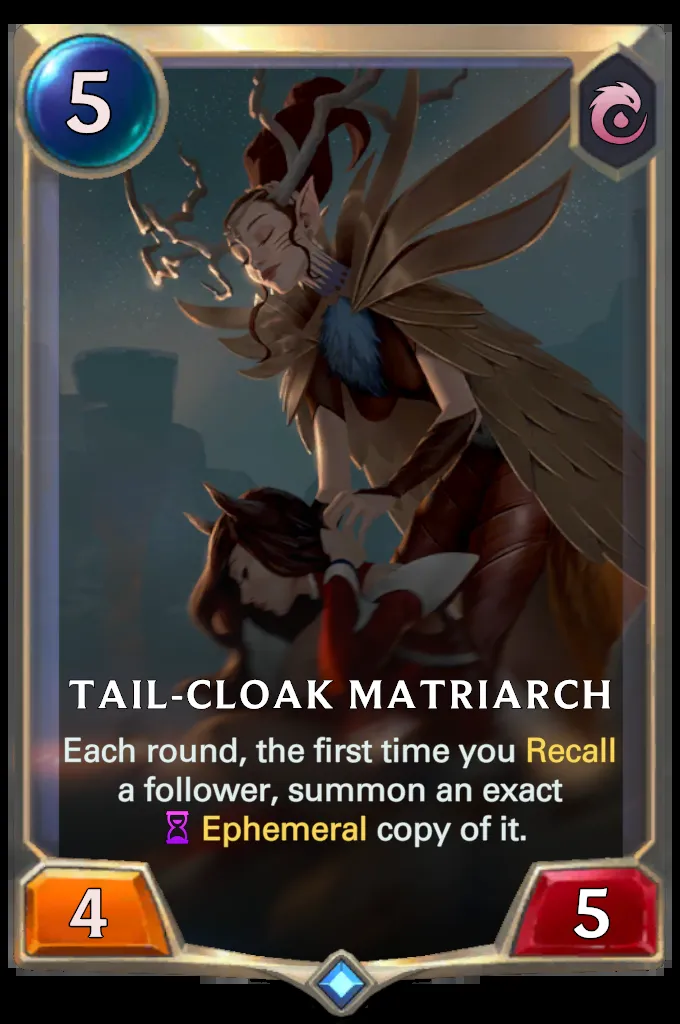 5
TAIL-CLOAK MATRIARCH
Each round, the first time you Recall
a follower, summon an exact
Ephemeral copy of it.
4
5